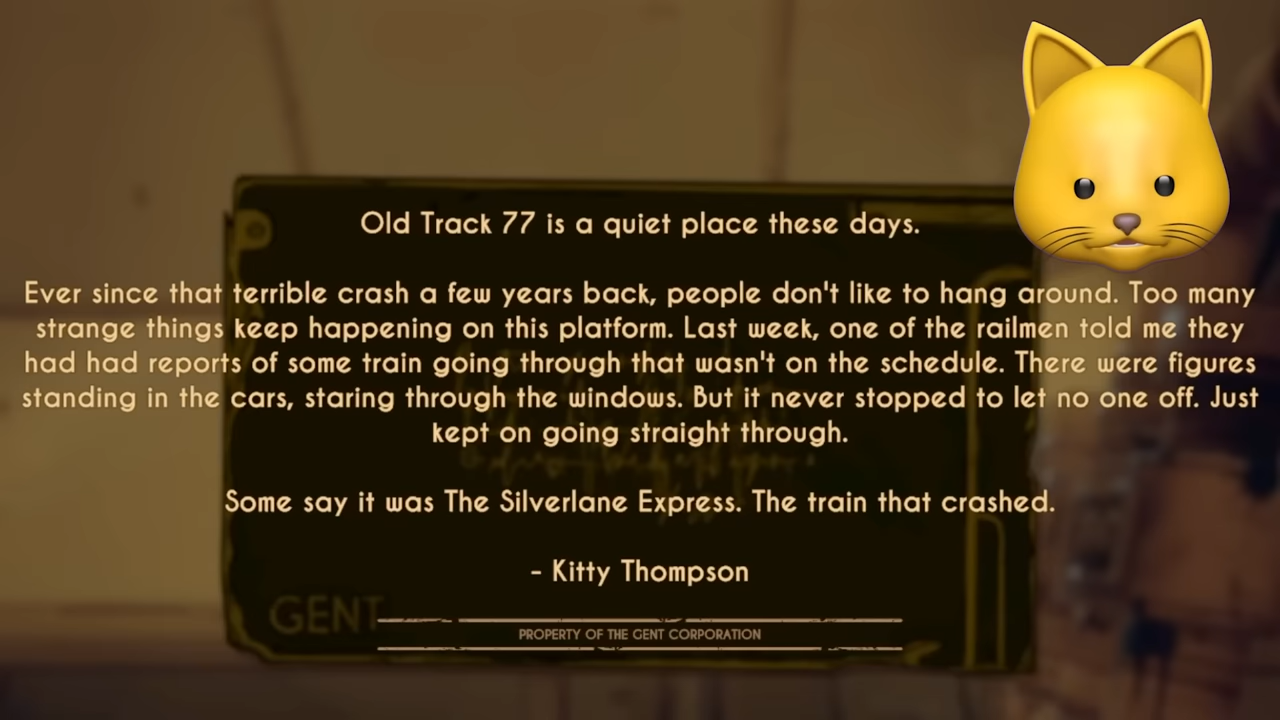 Old Track 77 is a quiet place these days.
Ever since that terrible crash a few years back, people don't like to hang around. Too many
strange things keep happening on this platform. Last week, one of the railmen told me they
had had reports of some train going through that wasn't on the schedule. There were figures
standing in the cars, staring through the windows. But it never stopped to let no one off. Just
kept on going straight through.
Some say it was The Silverlane Express. The train that crashed.
- Kitty Thompson
GENT
PROPERTY OF THE GENT CORPORATION